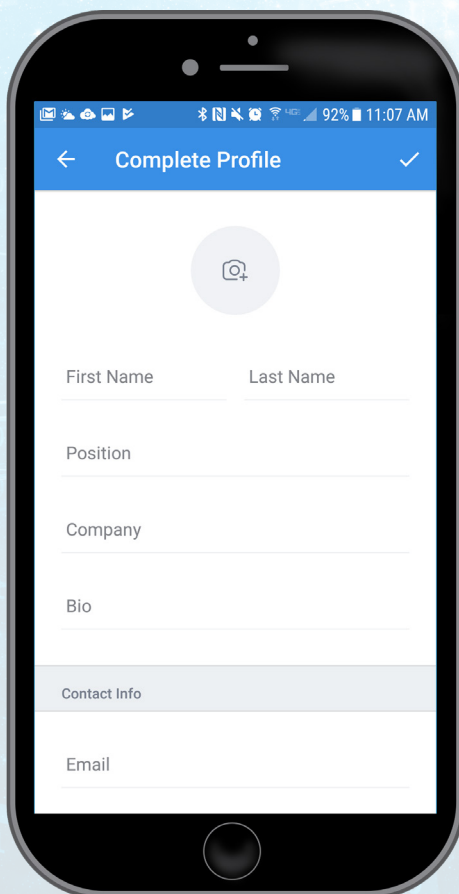 92% 11:07 AM
Complete Profile
First Name Last Name
Position
Company
Bio
Contact Info
Email